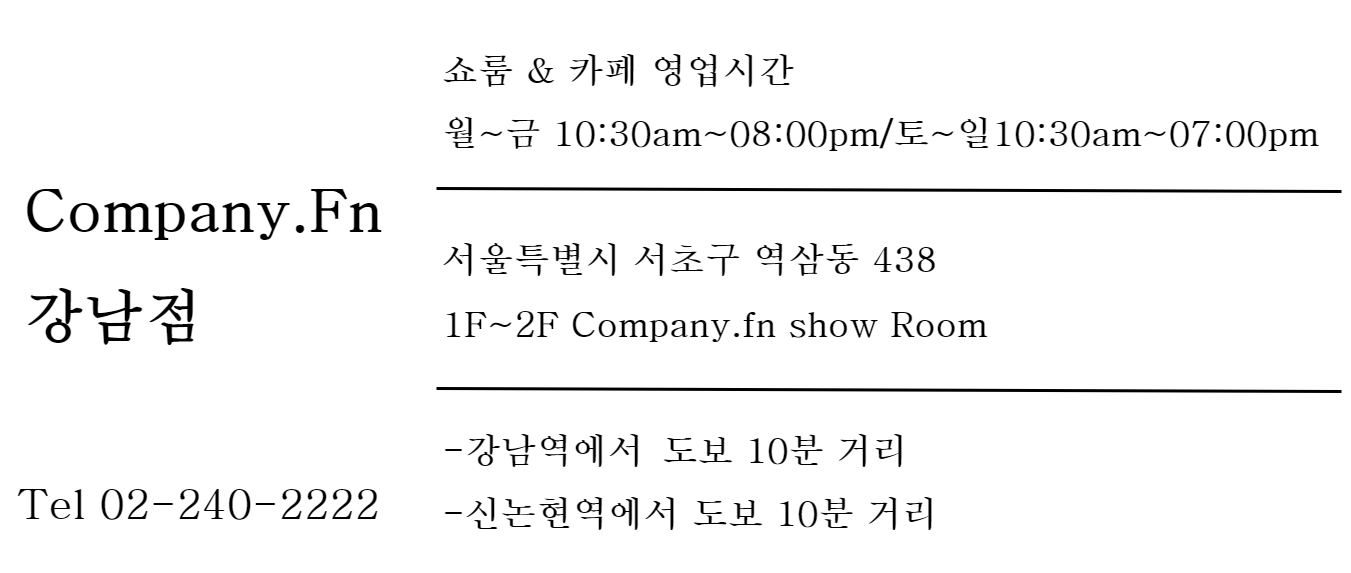 Company.Fn
강남점
Tel 02-240-2222
쇼룸 & 카페 영업시간
월~금 10:30am~08:00pm/토~일10:30am~07:00pm
서울특별시 서초구 역삼동 438
1F~2F Company.fn show Room
-강남역에서 도보 10분 거리
-신논현역에서 도보 10분 거리